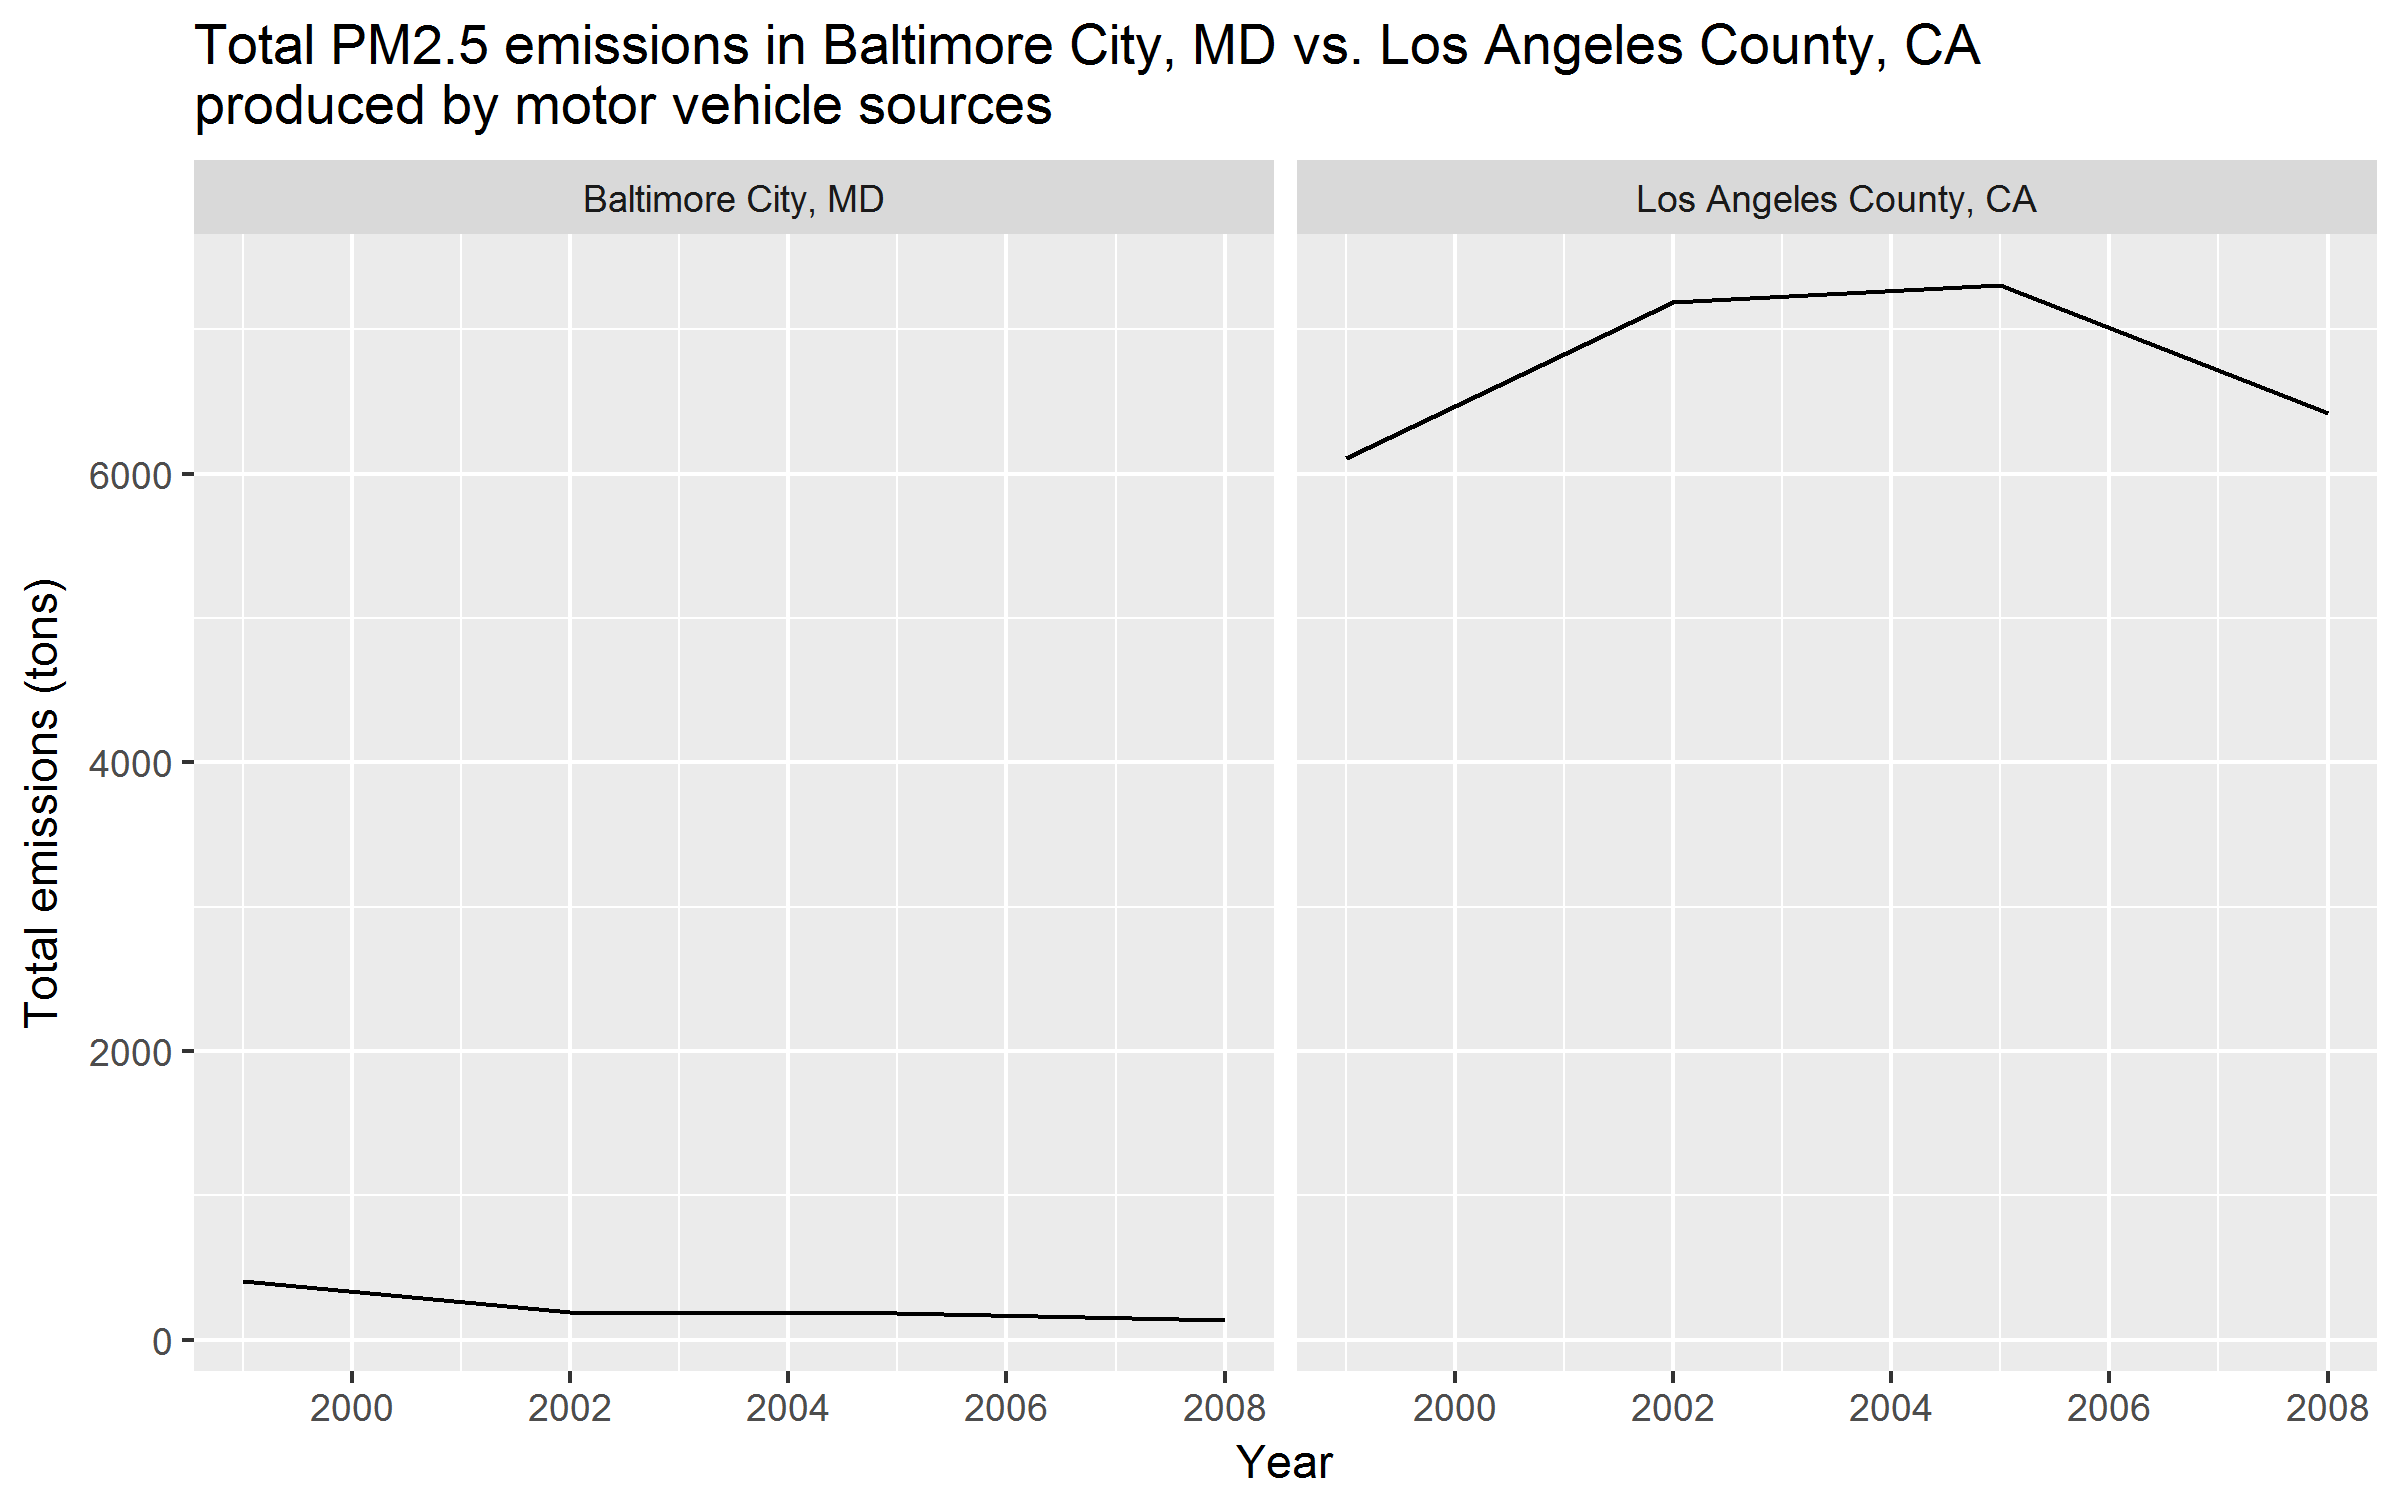 Total PM2.5 emissions in Baltimore City, MD vs. Los Angeles County, CA
produced by motor vehicle sources
Baltimore City, MD
Los Angeles County, CA
Total emissions (tons)
6000
4000
2000
0
2000 2002 2004 2006 2008
2000 2002 2004 2006 2008
Year